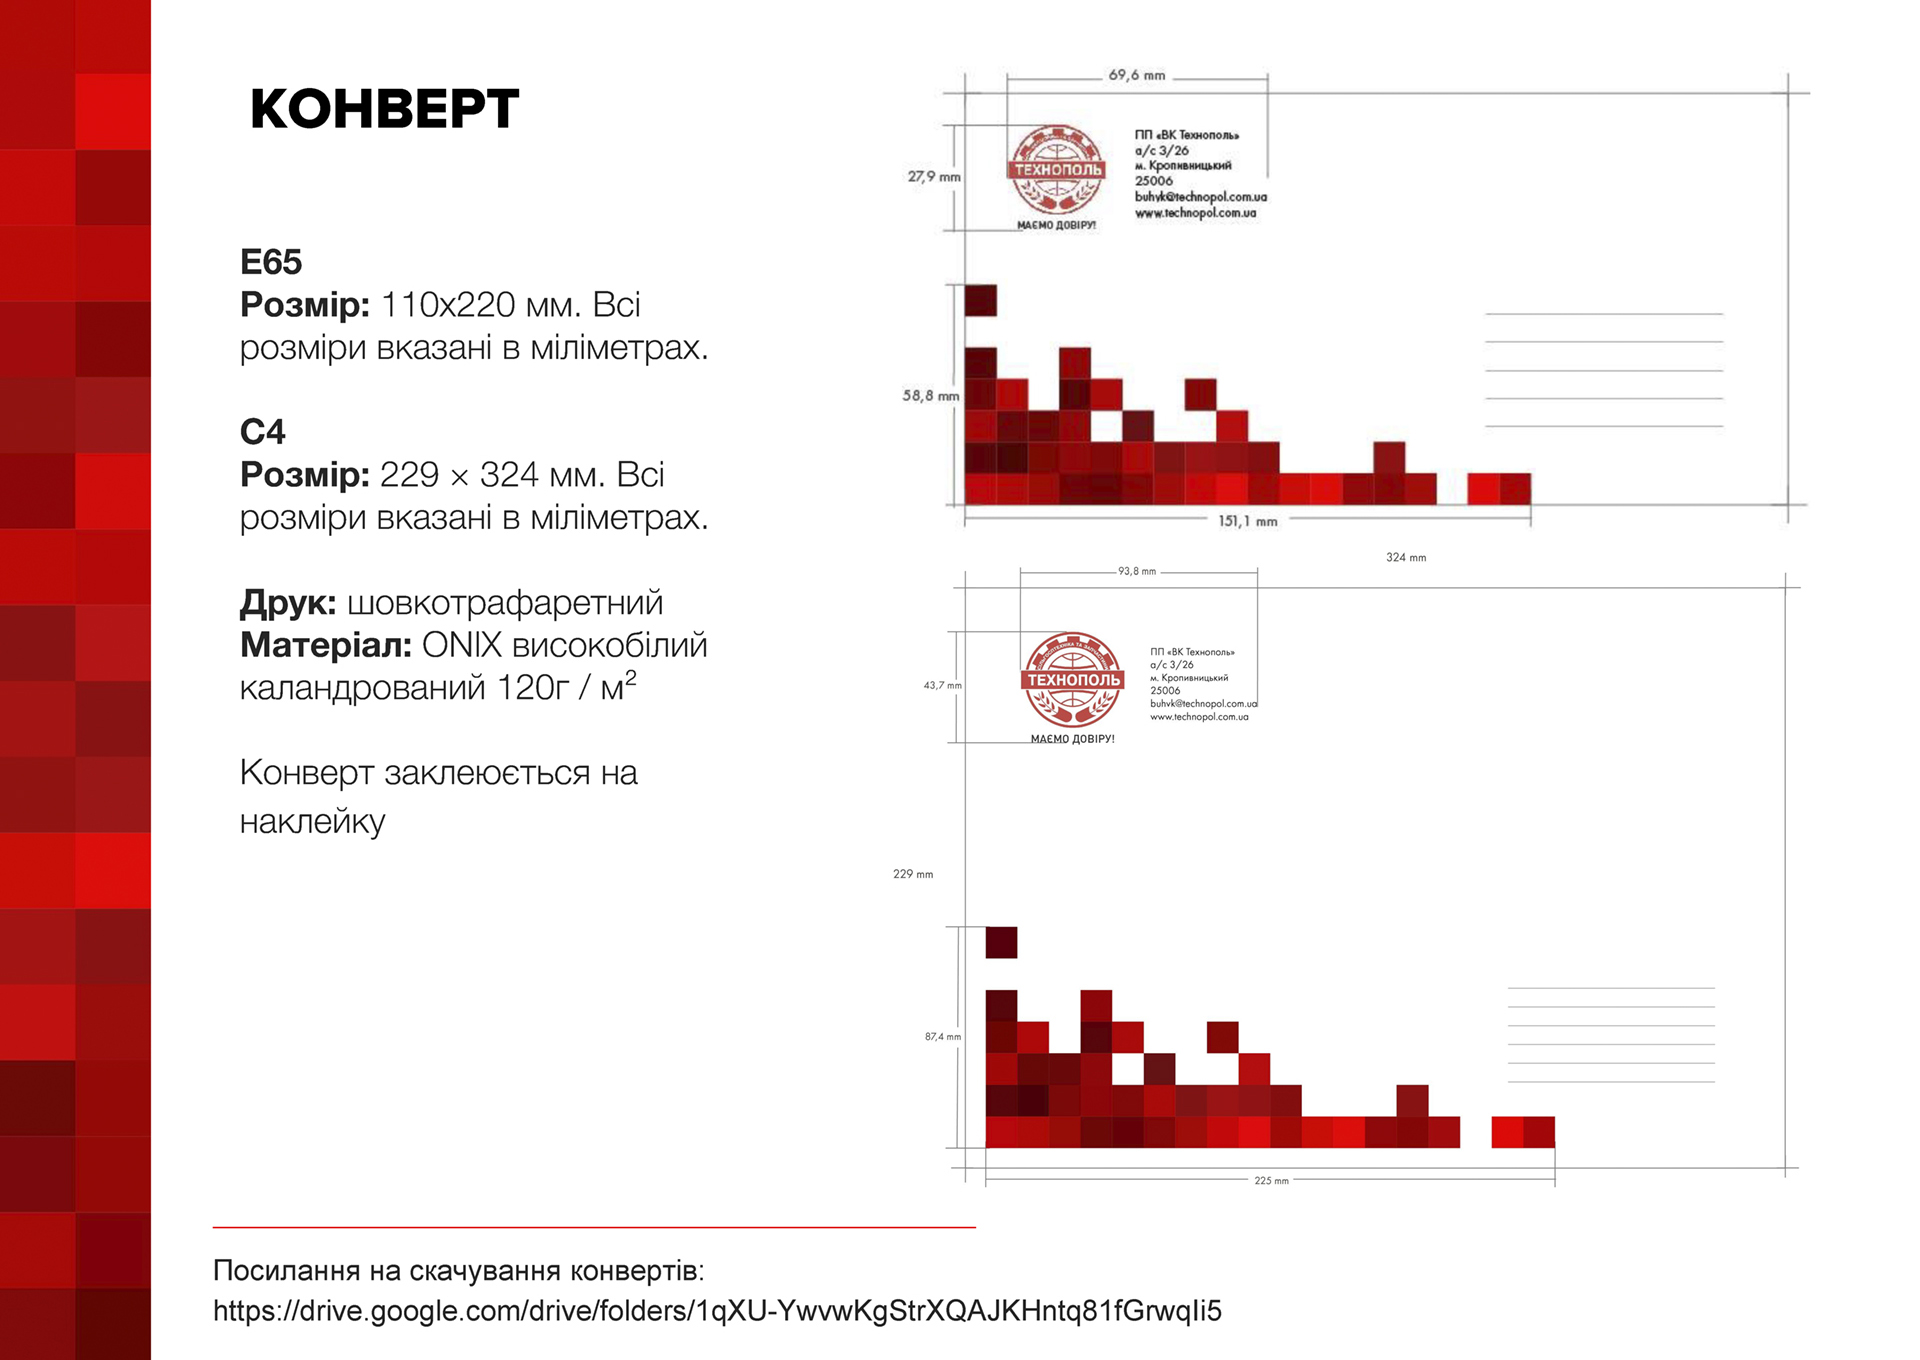 КОНВЕРТ
E65
Розмір: 110x220 мм. Всі
розміри вказані в міліметрах.
C4
Розмір: 229 × 324 мм. Всі
розміри вказані в міліметрах.
Друк: шовкотрафаретний
Матеріал: ONIX високобілий
каландрований 120г / м²
Конверт заклеюється на
наклейку
69,6 mm
27,9 mm
ТЕХНОПОЛЬ
МАЄМО ДОВІРУ!
ПП «ВК Технополь»
а/с 3/26
м. Кропивницький
25006
buhvk@technopol.com.ua
www.technopol.com.ua
58,8 mm
151,1 mm
324 mm
93,8 mm
43,7 mm
ТЕХНОПОЛЬ
МАЄМО ДОВІРУ!
ПП «ВК Технополь»
а/с 3/26
м. Кропивницький
25006
buhvk@technopol.com.ua
www.technopol.com.ua
229 mm
87,4 mm
225 mm
Посилання на скачування конвертів:
https://drive.google.com/drive/folders/1qXU-YwvwKgStrXQAJKHntq81fGrwqIi5